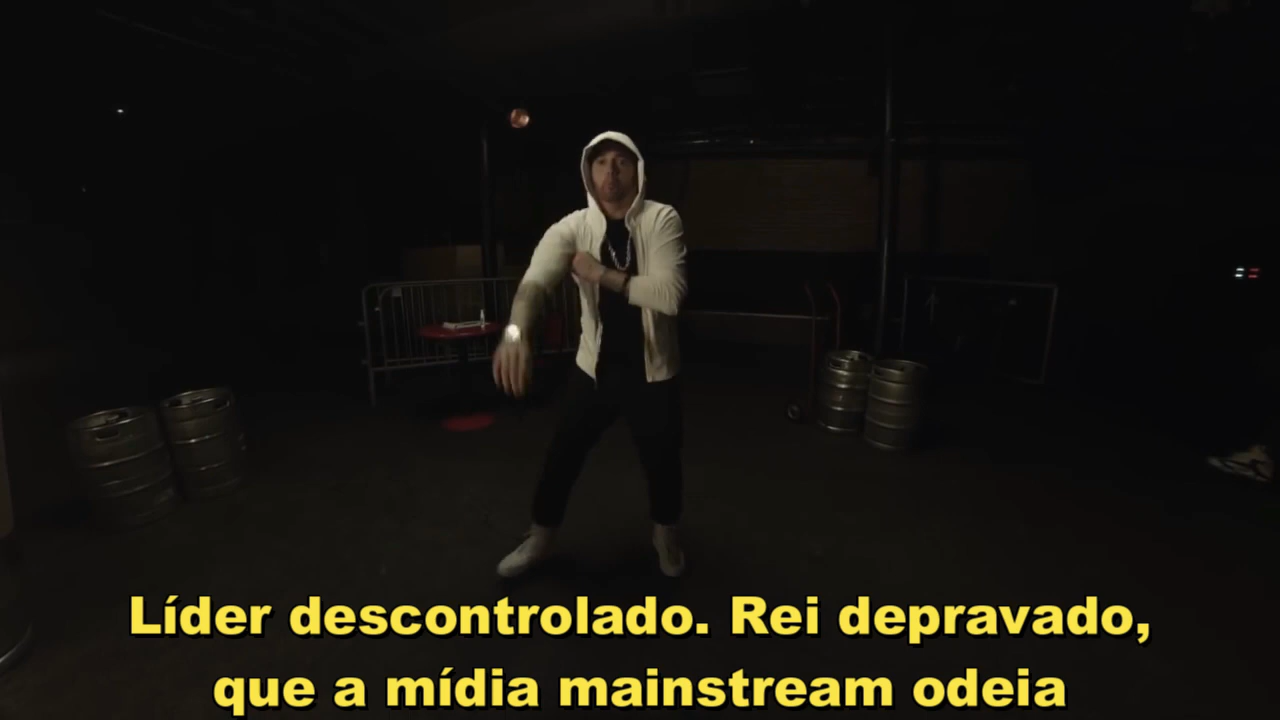 Líder descontrolado. Rei depravado,
que a mídia mainstream odeia